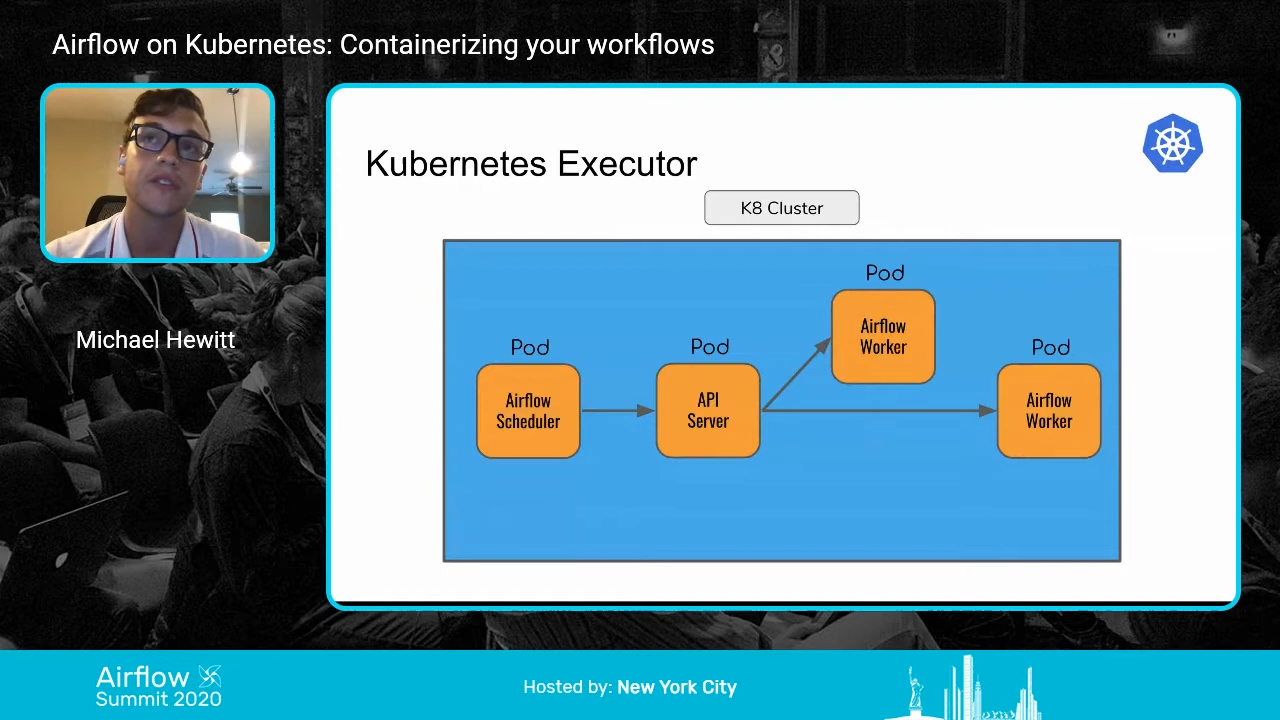 Airflow on Kubernetes: Containerizing your workflows
Michael Hewitt
Kubernetes Executor
K8 Cluster
Pod
Airflow
Worker
Pod
Airflow
Scheduler
Pod
API
Server
Pod
Airflow
Worker
Airflow
Summit 2020
Hosted by: New York City